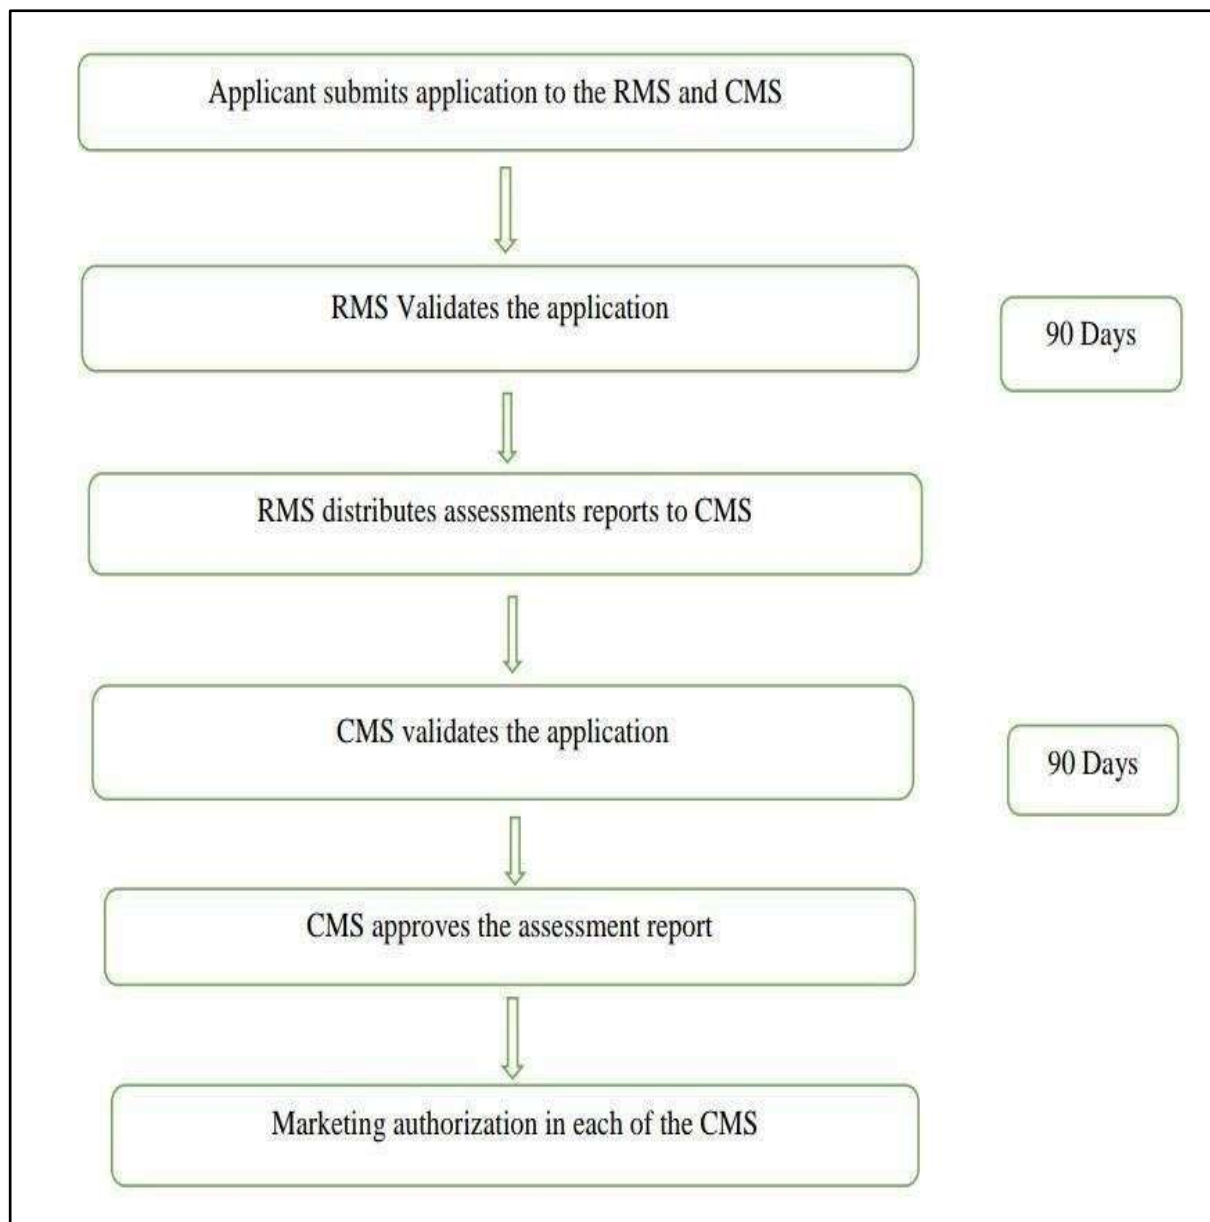 Applicant submits application to the RMS and CMS
RMS Validates the application
90 Days
RMS distributes assessments reports to CMS
CMS validates the application
90 Days
CMS approves the assessment report
Marketing authorization in each of the CMS